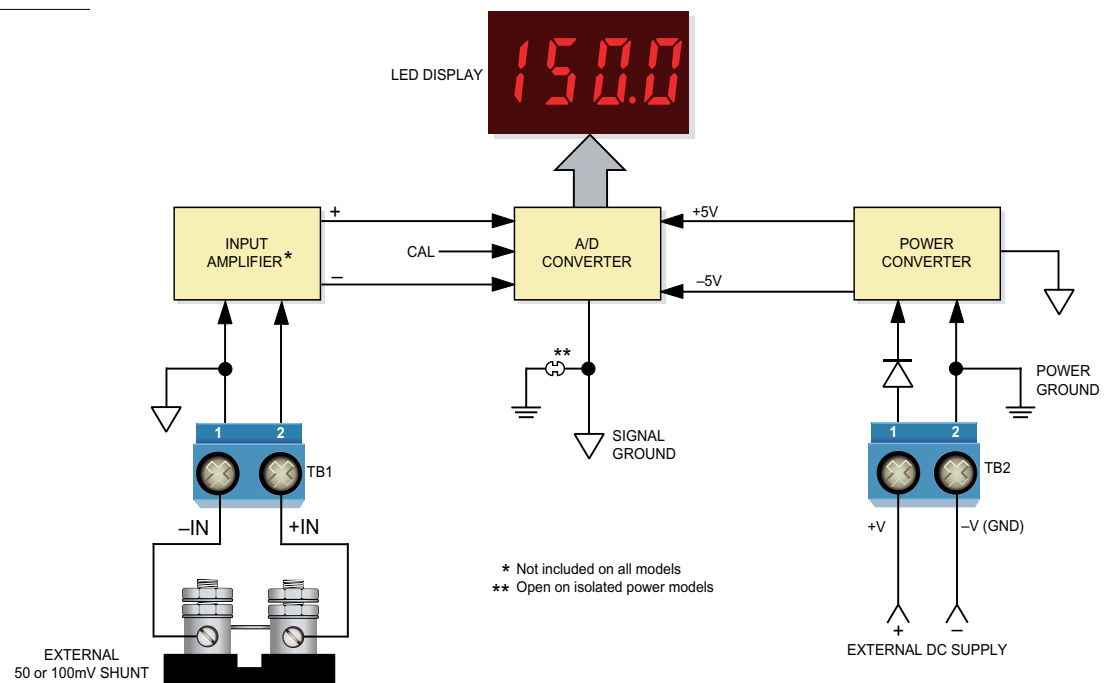 LED DISPLAY
150.0
INPUT
AMPLIFIER*
+
–
CAL
A/D
CONVERTER
+5V
–5V
POWER
CONVERTER
**
SIGNAL
GROUND
POWER
GROUND
1 2
TB1
–IN +IN
1 2
TB2
+V –V (GND)
* Not included on all models
** Open on isolated power models
+ –
EXTERNAL DC SUPPLY
EXTERNAL
50 or 100mV SHUNT